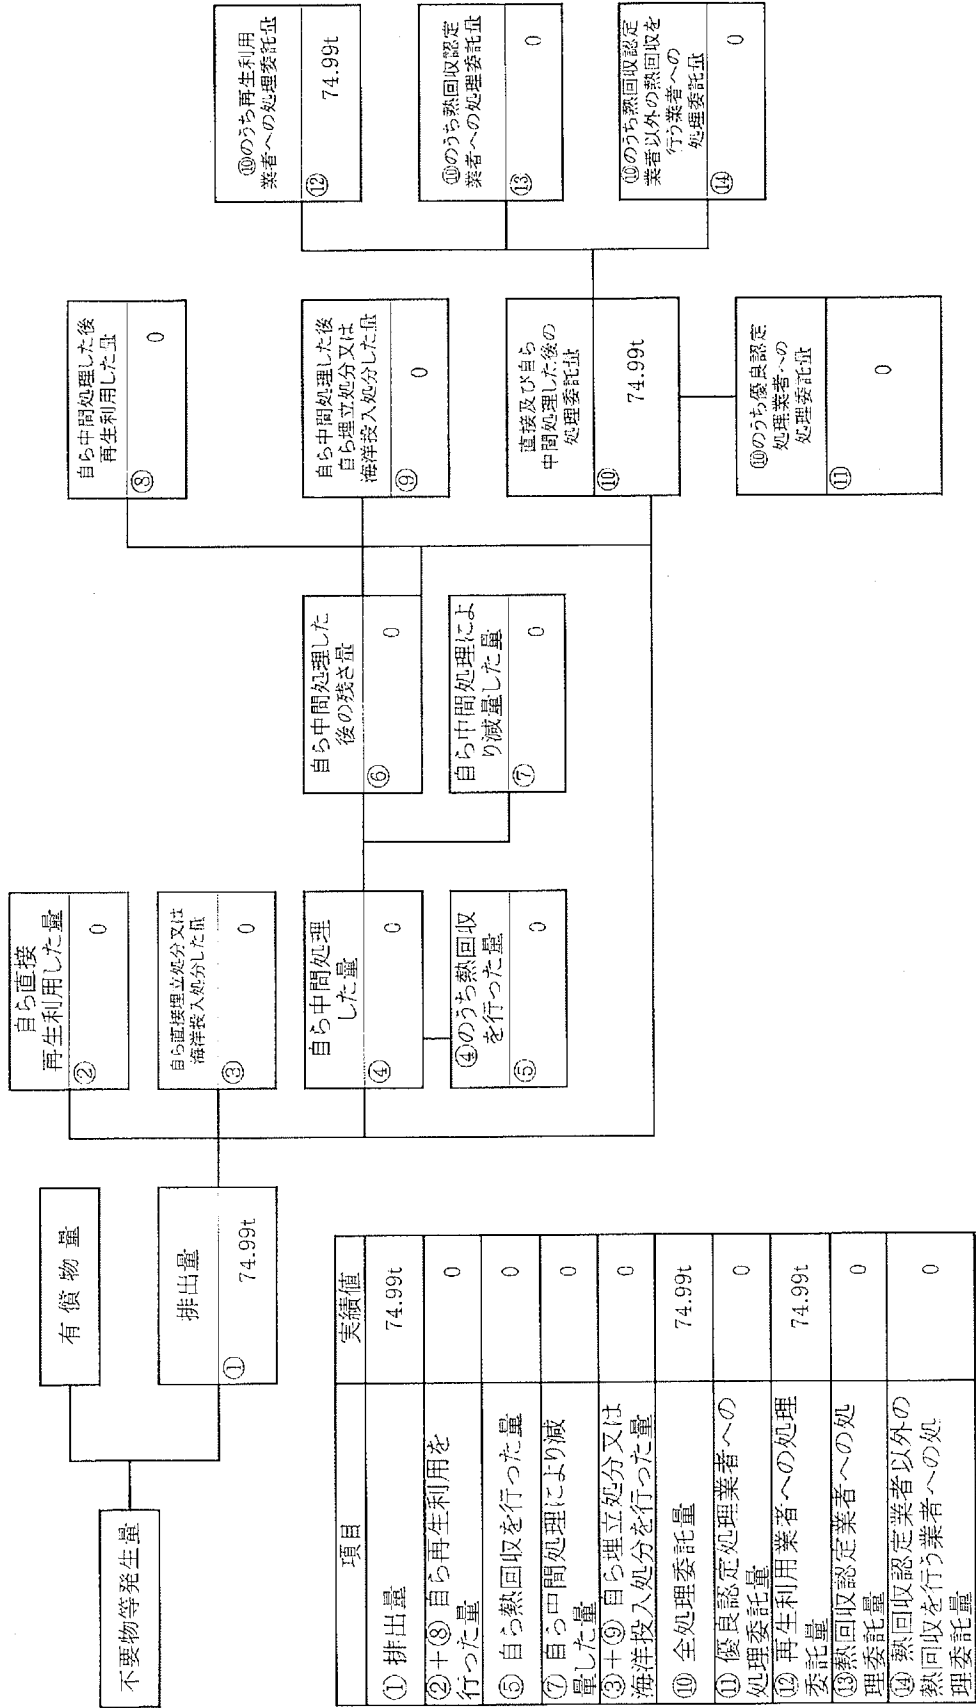 不要物等発生量
有償物量
排出量
① 74.99t
自ら直接
再生利用した量
② 0
自ら直接埋立処分又は
海洋投入処分した量
③ 0
自ら中間処理
した量
④ 0
④のうち熱回収
を行った量
⑤ 0
自ら中間処理した
後の残さ量
⑥ 0
自ら中間処理によ
り減量した量
⑦ 0
自ら中間処理した後
再生利用した量
⑧ 0
自ら中間処理した後
自ら埋立処分又は
海洋投入処分した量
⑨ 0
直接及び自ら
中間処理した後の
処理委託量
⑩ 74.99t
⑩のうち優良認定
処理業者への
処理委託量
⑪ 0
⑩のうち再生利用
業者への処理委託量
⑫ 74.99t
⑩のうち熱回収認定
業者への処理委託量
⑬ 0
⑩のうち熱回収認定
業者以外の熱回収を
行う業者への
処理委託量
⑭ 0
項目 実績値
① 排出量 74.99t
②+⑧ 自ら再生利用を
行った量 0
⑤ 自ら熱回収を行った量 0
⑦ 自ら中間処理により減
量した量 0
③+⑨ 自ら埋立処分又は
海洋投入処分を行った量 0
⑩ 全処理委託量 74.99t
⑪ 優良認定処理業者への
処理委託量 0
⑫ 再生利用業者への処理
委託量 74.99t
⑬熱回収認定業者への処
理委託量 0
⑭ 熱回収認定業者以外の
熱回収を行う業者への処
理委託量 0